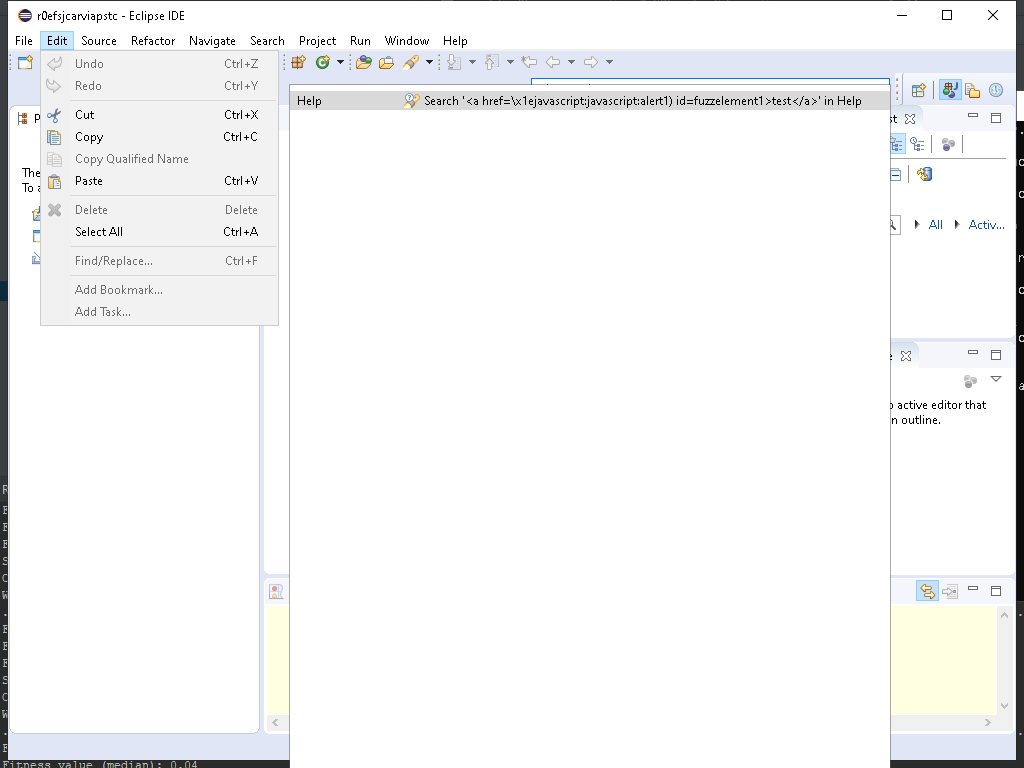 r0efsjcarviapstc - Eclipse IDE
File Edit Source Refactor Navigate Search Project Run Window Help
Undo Ctrl+Z
Redo Ctrl+Y
Cut Ctrl+X
Copy Ctrl+C
Copy Qualified Name
Paste Ctrl+V
Delete Delete
Select All Ctrl+A
Find/Replace... Ctrl+F
Add Bookmark...
Add Task...
The
To a
Help Search '<a href=\x1ejavascript:javascript:alert1) id=fuzzelement1>test</a>' in Help
All Activ...
active editor that
outline.
Fitness value (median): 0.04